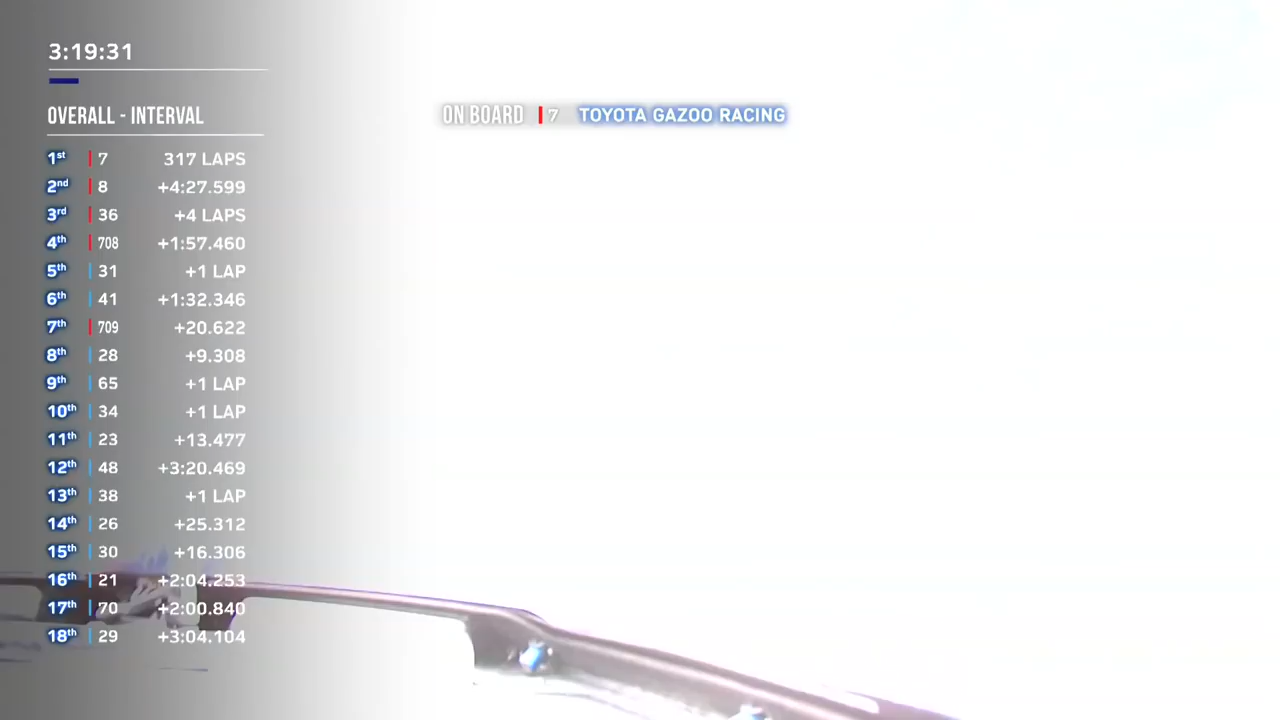 3:19:31
OVERALL - INTERVAL
ON BOARD 7 TOYOTA GAZOO RACING
1st 7 317 LAPS
2nd 8 +4:27.599
3rd 36 +4 LAPS
4th 708 +1:57.460
5th 31 +1 LAP
6th 41 +1:32.346
7th 709 +20.622
8th 28 +9.308
9th 65 +1 LAP
10th 34 +1 LAP
11th 23 +13.477
12th 48 +3:20.469
13th 38 +1 LAP
14th 26 +25.312
15th 30 +16.306
16th 21 +2:04.253
17th 70 +2:00.840
18th 29 +3:04.104